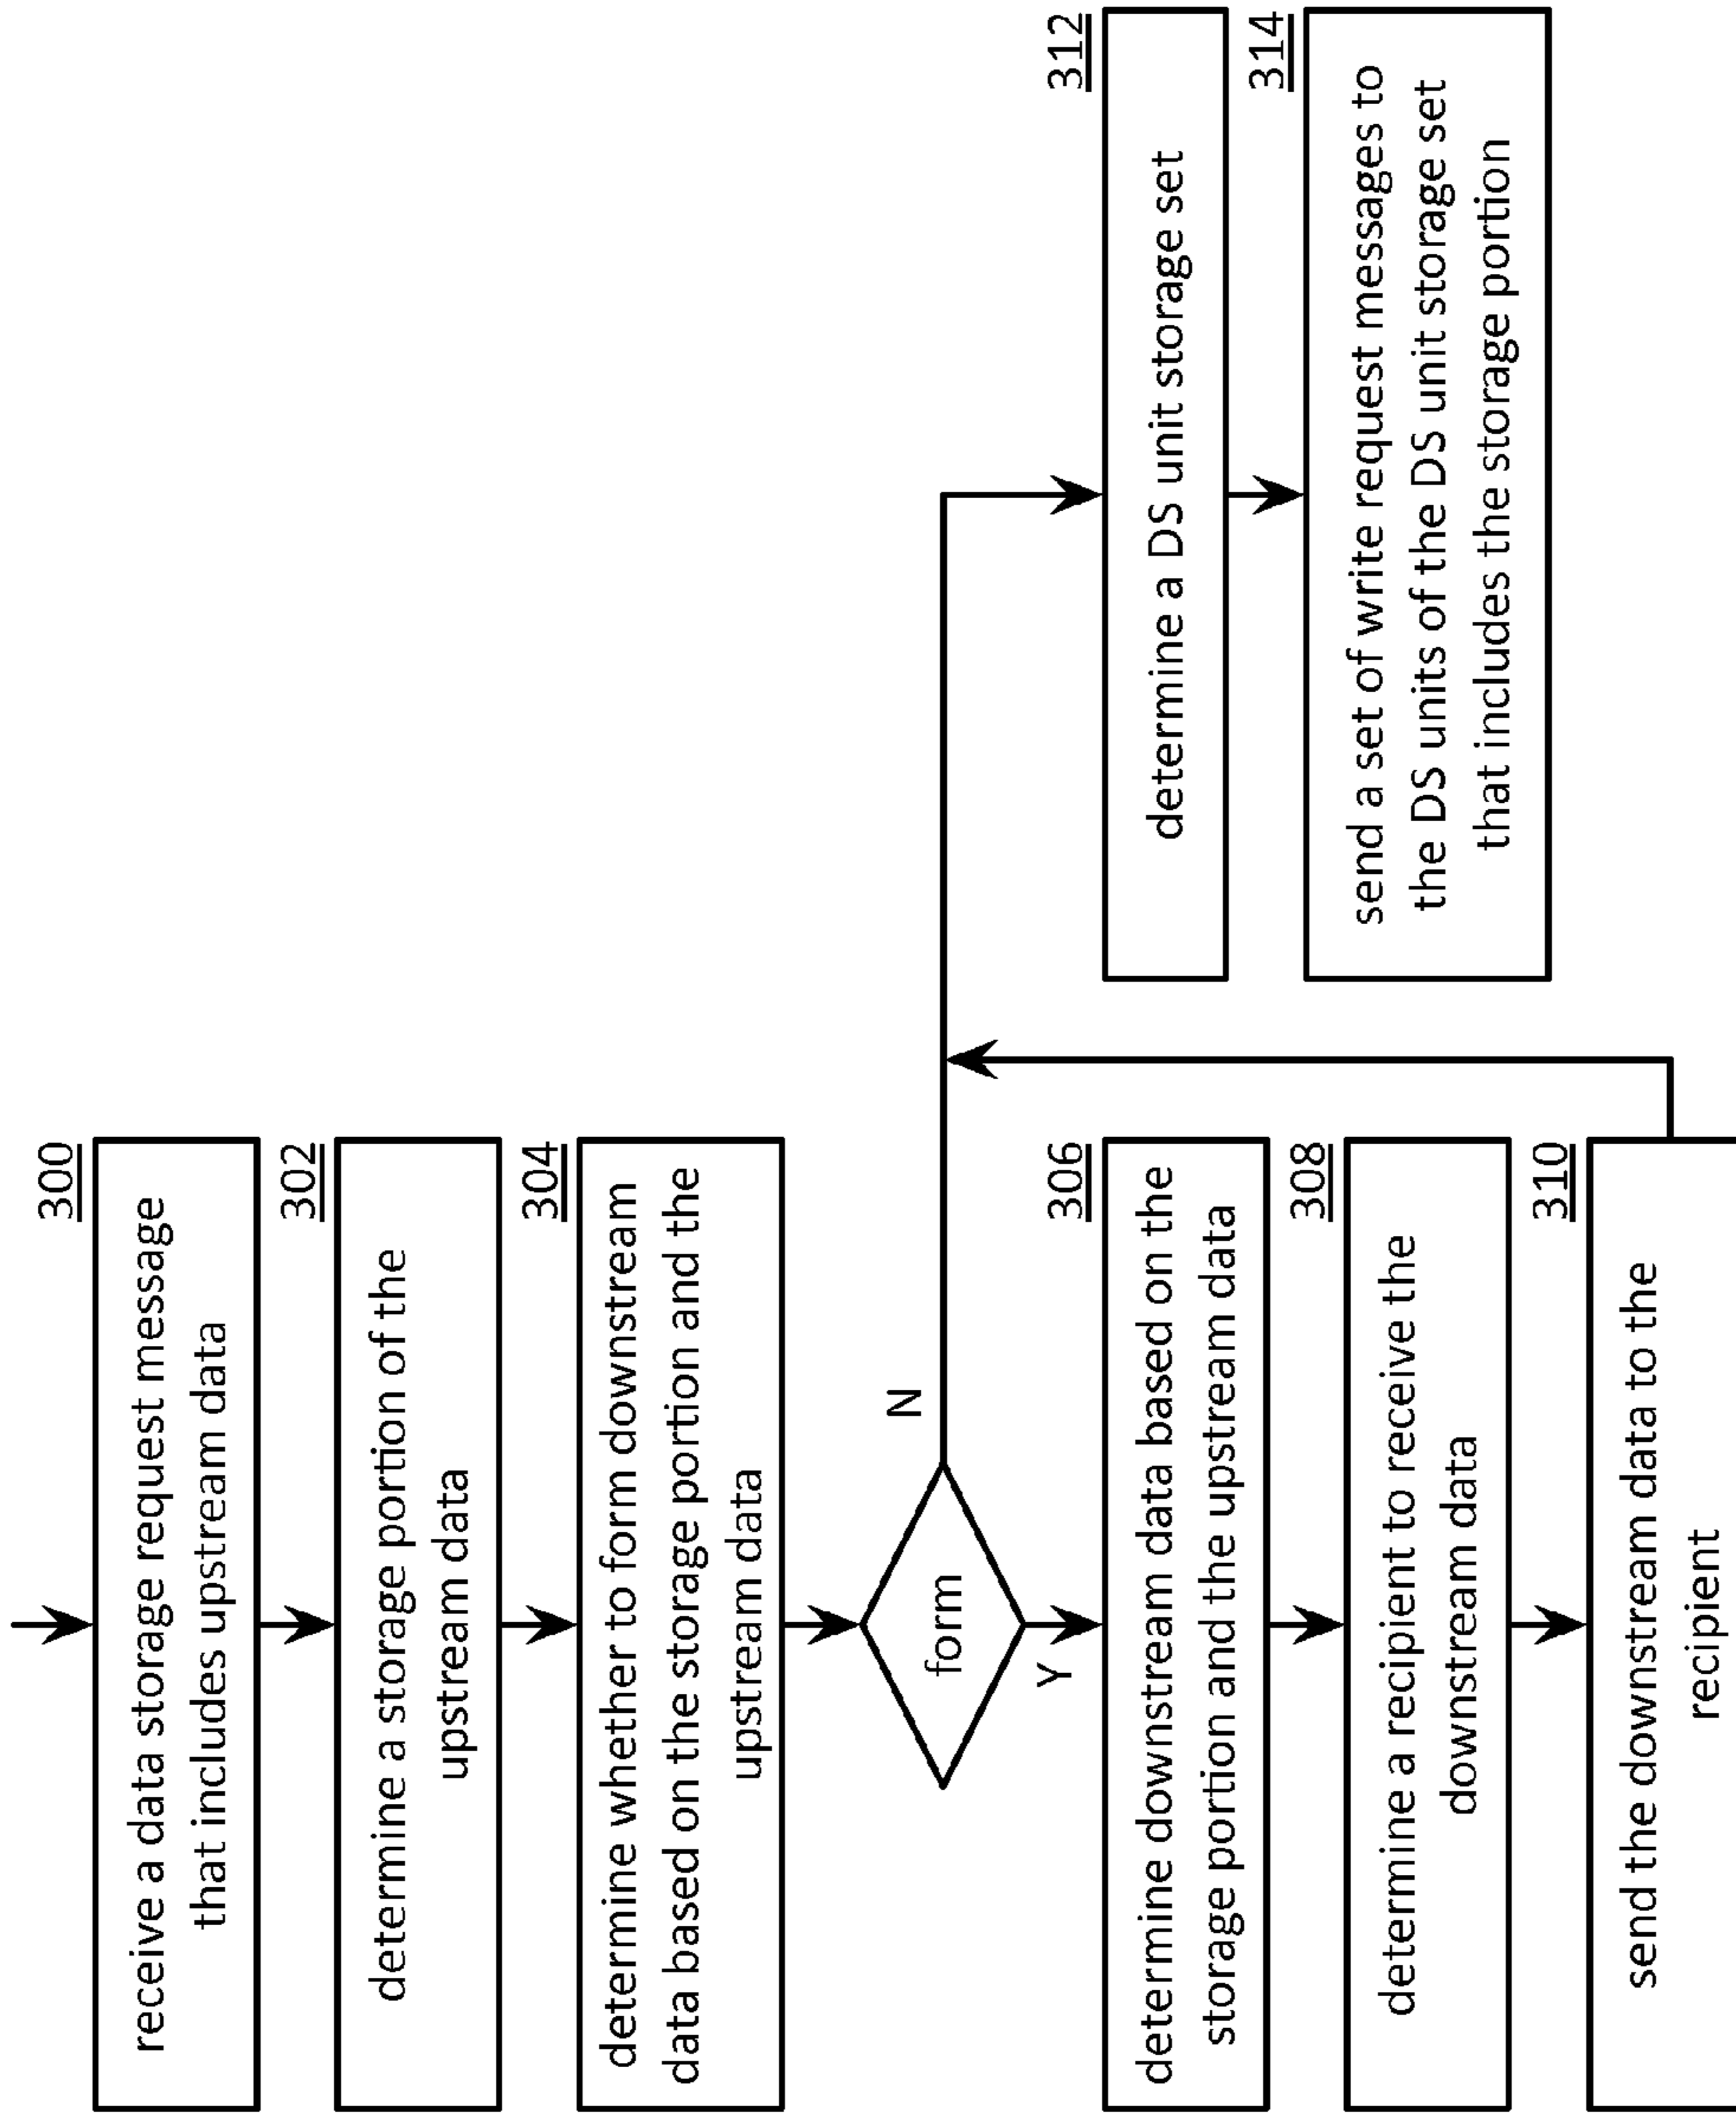 300
receive a data storage request message
that includes upstream data
302
determine a storage portion of the
upstream data
304
determine whether to form downstream
data based on the storage portion and the
upstream data
form
N
Y
306
determine downstream data based on the
storage portion and the upstream data
308
determine a recipient to receive the
downstream data
310
send the downstream data to the
recipient
312
determine a DS unit storage set
314
send a set of write request messages to
the DS units of the DS unit storage set
that includes the storage portion